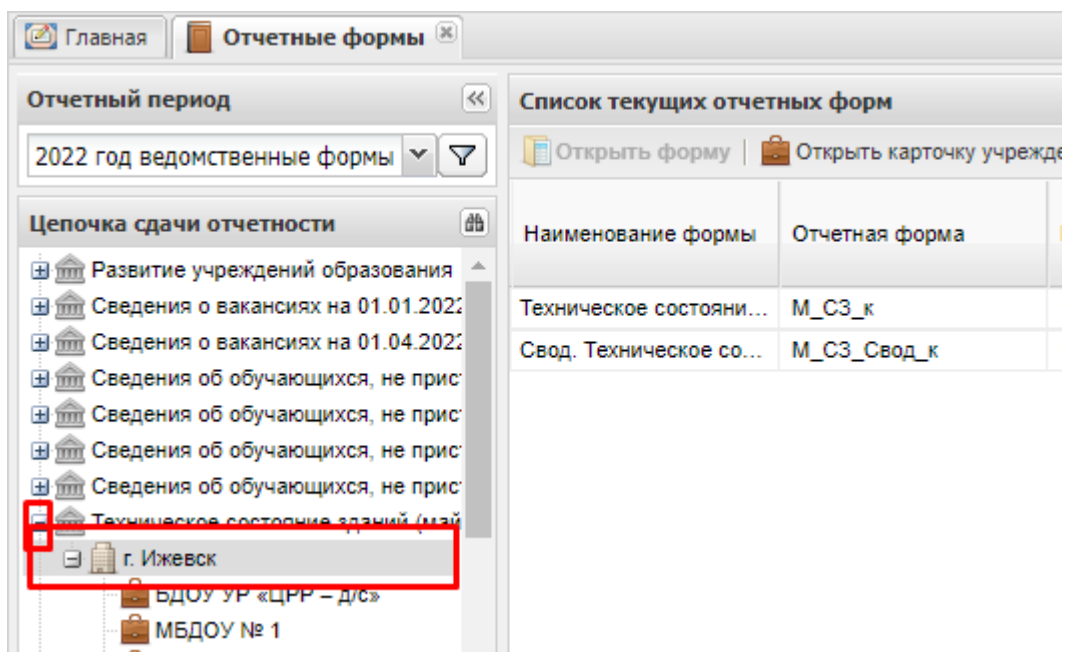 Главная
Отчетные формы
Отчетный период
2022 год ведомственные формы
Цепочка сдачи отчетности
Развитие учреждений образования
Сведения о вакансиях на 01.01.2022
Сведения о вакансиях на 01.04.2022
Сведения об обучающихся, не прис
Сведения об обучающихся, не прис
Сведения об обучающихся, не прис
Сведения об обучающихся, не прис
Техническое состояние зданий (май
г. Ижевск
БДОУ УР «ЦРР – д/с»
МБДОУ № 1
Список текущих отчетных форм
Открыть форму | Открыть карточку учрежде
Наименование формы Отчетная форма
Техническое состояни... М_СЗ_к
Свод. Техническое со... М_СЗ_Свод_к